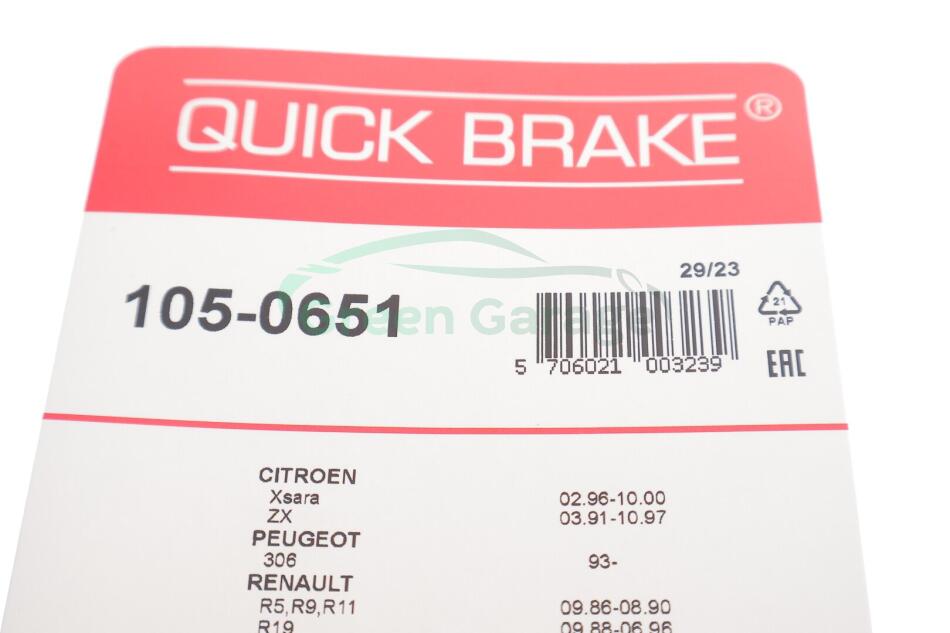 QUICK BRAKE®
29/23
105-0651
Green Garage
21
PAP
5 706021 003239
EAC
CITROEN
Xsara 02.96-10.00
ZX 03.91-10.97
PEUGEOT
306 93-
RENAULT
R5,R9,R11 09.86-08.90
R19 09.88-06.96